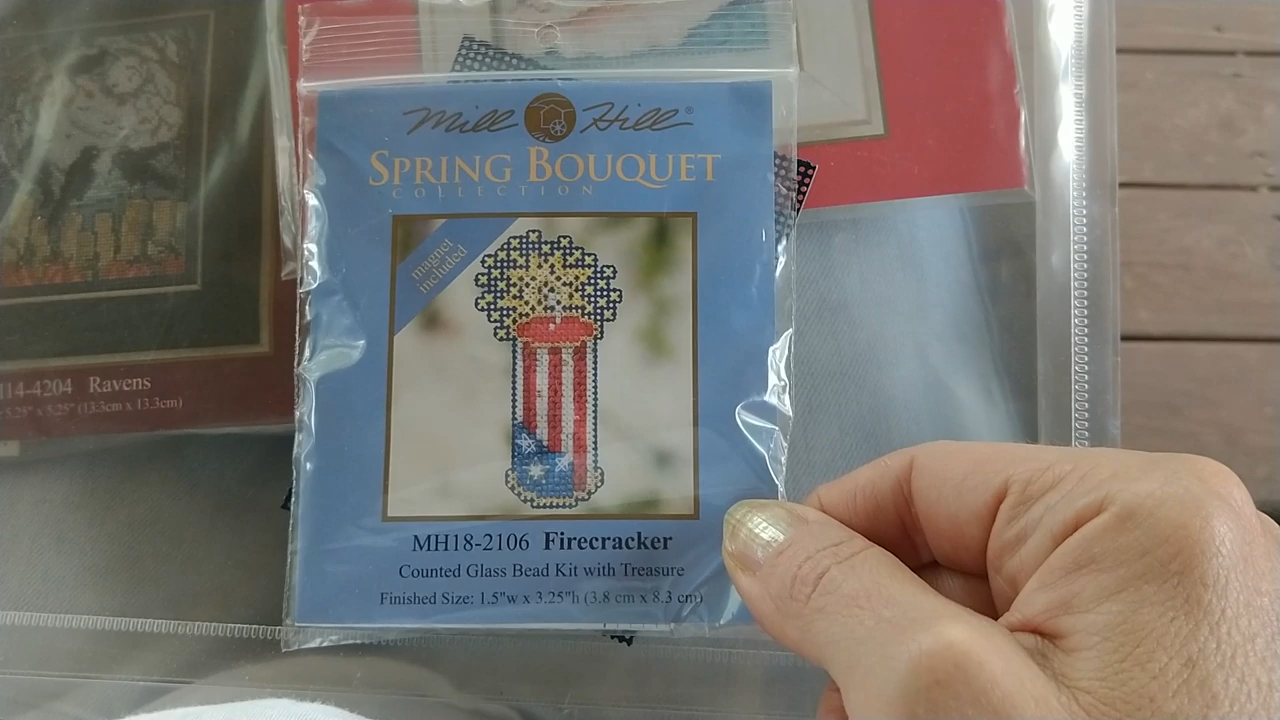 Mill Hill®
SPRING BOUQUET
COLLECTION
magnet
included
MH18-2106 Firecracker
Counted Glass Bead Kit with Treasure
Finished Size: 1.5"w x 3.25"h (3.8 cm x 8.3 cm)
14-4204 Ravens
5.25" x 5.25" (13.3cm x 13.3cm)